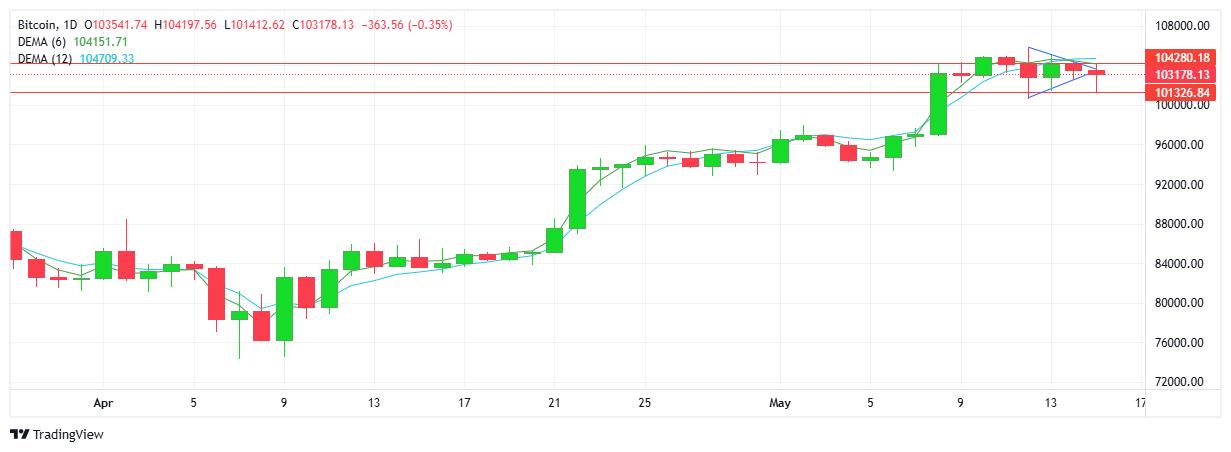 Bitcoin, 1D O103541.74 H104197.56 L101412.62 C103178.13 −363.56 (−0.35%)
DEMA (6) 104151.71
DEMA (12) 104709.33
108000.00
104280.18
103178.13
101326.84
100000.00
96000.00
92000.00
88000.00
84000.00
80000.00
76000.00
72000.00
Apr 5 9 13 17 21 25 May 5 9 13 17
TradingView